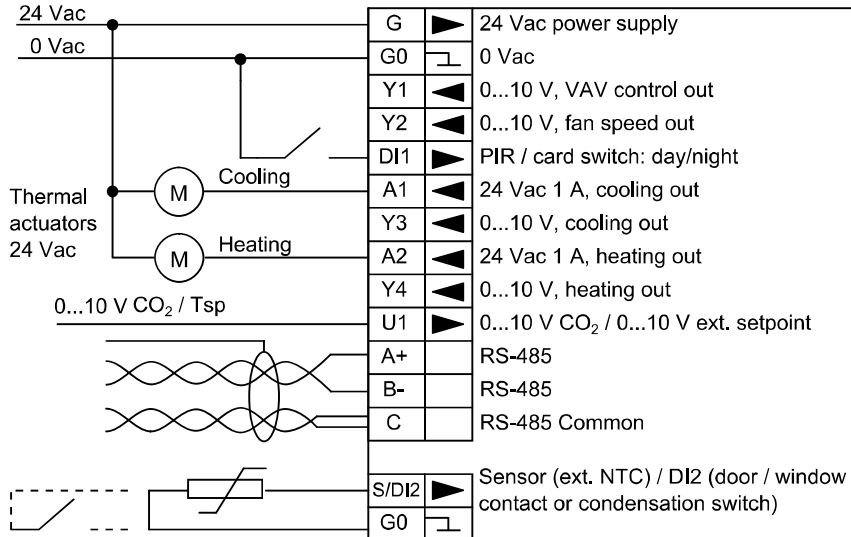 24 Vac
G 24 Vac power supply
0 Vac
G0 0 Vac
Y1 0...10 V, VAV control out
Y2 0...10 V, fan speed out
DI1 PIR / card switch: day/night
Thermal
actuators
24 Vac
M Cooling
A1 24 Vac 1 A, cooling out
Y3 0...10 V, cooling out
M Heating
A2 24 Vac 1 A, heating out
Y4 0...10 V, heating out
0...10 V CO₂ / Tsp
U1 0...10 V CO₂ / 0...10 V ext. setpoint
A+ RS-485
B- RS-485
C RS-485 Common
S/DI2 Sensor (ext. NTC) / DI2 (door / window
contact or condensation switch)
G0